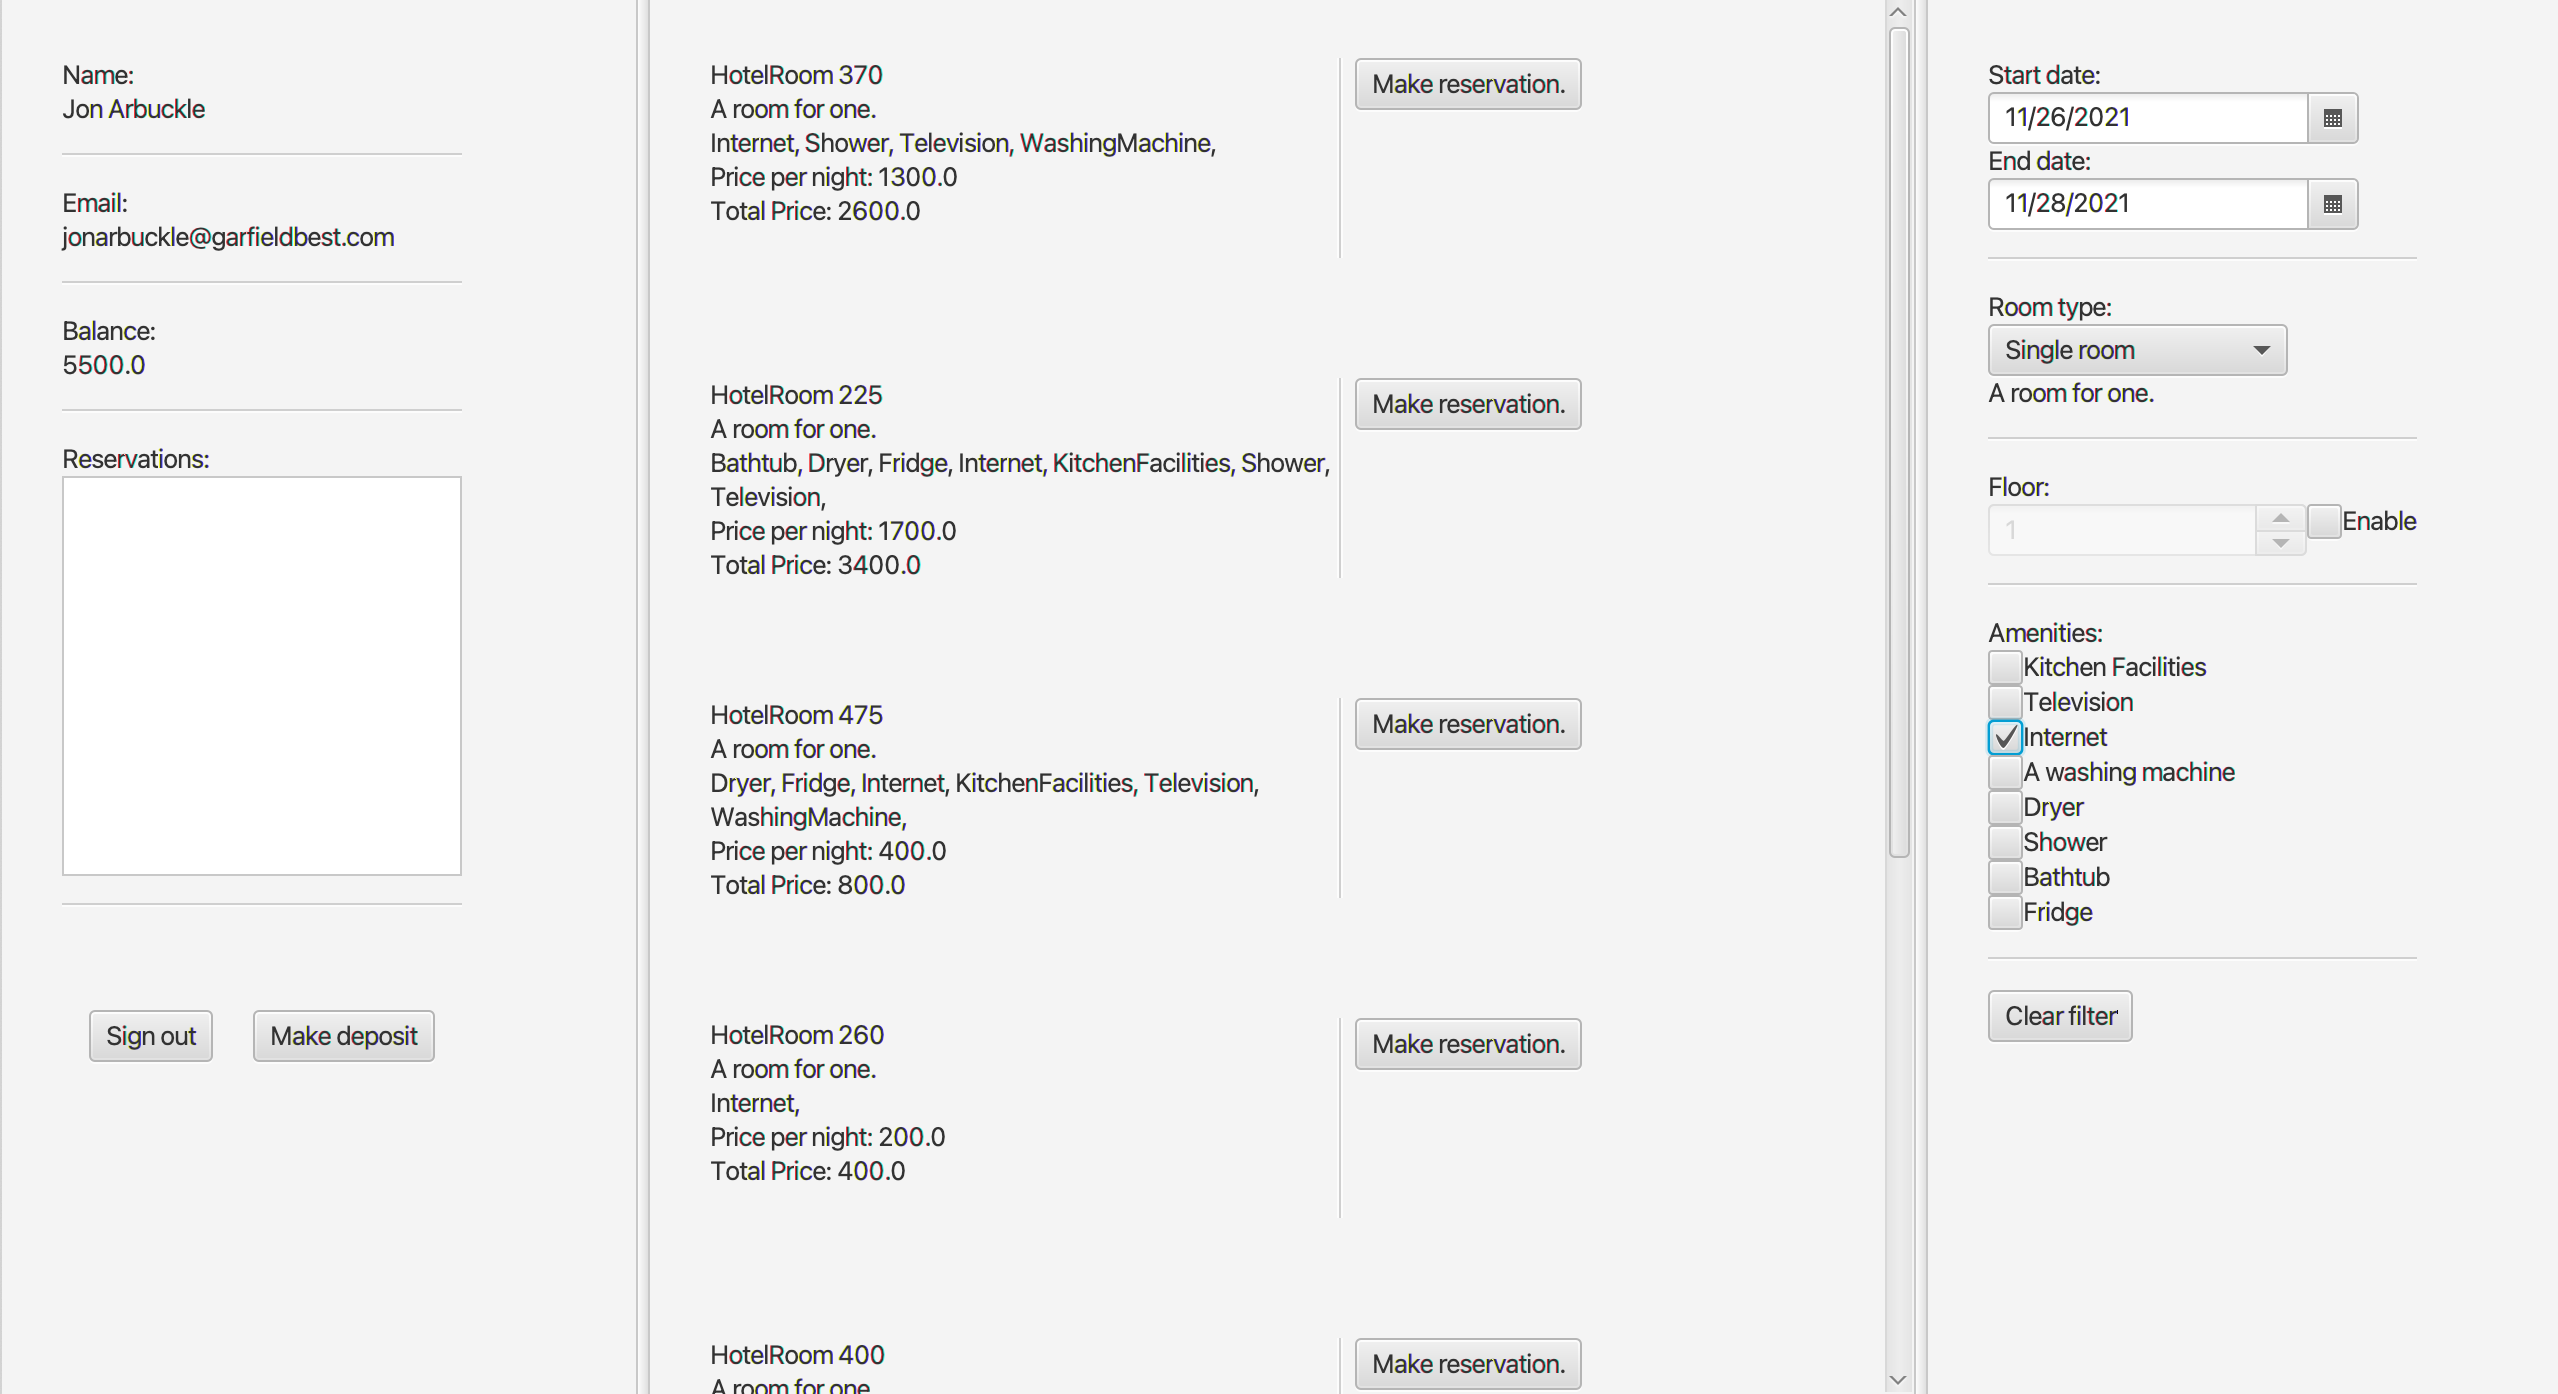 Name:
Jon Arbuckle
Email:
jonarbuckle@garfieldbest.com
Balance:
5500.0
Reservations:
Sign out
Make deposit
HotelRoom 370
A room for one.
Internet, Shower, Television, WashingMachine,
Price per night: 1300.0
Total Price: 2600.0
Make reservation.
HotelRoom 225
A room for one.
Bathtub, Dryer, Fridge, Internet, KitchenFacilities, Shower,
Television,
Price per night: 1700.0
Total Price: 3400.0
Make reservation.
HotelRoom 475
A room for one.
Dryer, Fridge, Internet, KitchenFacilities, Television,
WashingMachine,
Price per night: 400.0
Total Price: 800.0
Make reservation.
HotelRoom 260
A room for one.
Internet,
Price per night: 200.0
Total Price: 400.0
Make reservation.
HotelRoom 400
A room for one
Make reservation.
Start date:
11/26/2021
End date:
11/28/2021
Room type:
Single room
A room for one.
Floor:
1
Enable
Amenities:
Kitchen Facilities
Television
Internet
A washing machine
Dryer
Shower
Bathtub
Fridge
Clear filter